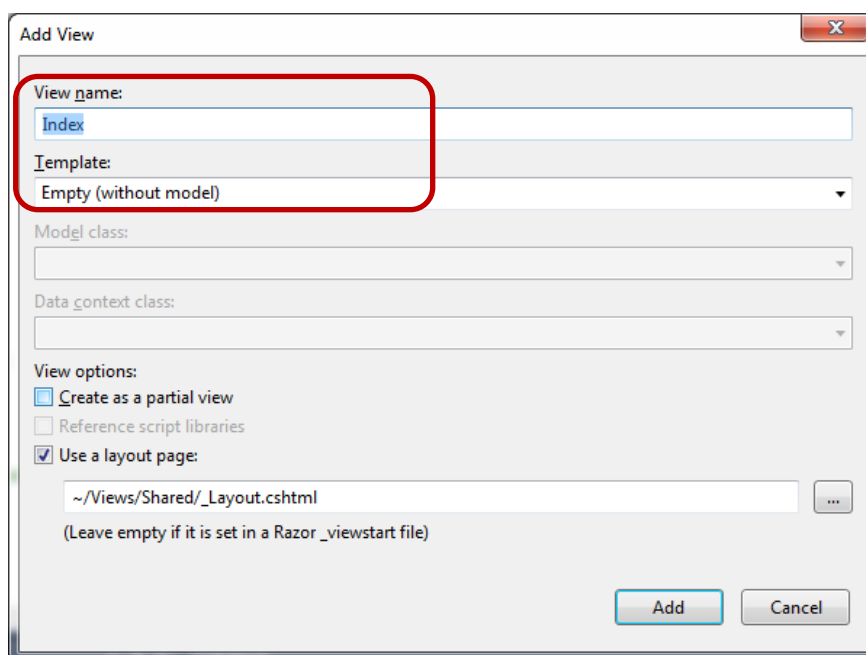 Add View
View name:
Index
Template:
Empty (without model)
Model class:
Data context class:
View options:
Create as a partial view
Reference script libraries
Use a layout page:
~/Views/Shared/_Layout.cshtml
...
(Leave empty if it is set in a Razor _viewstart file)
Add Cancel